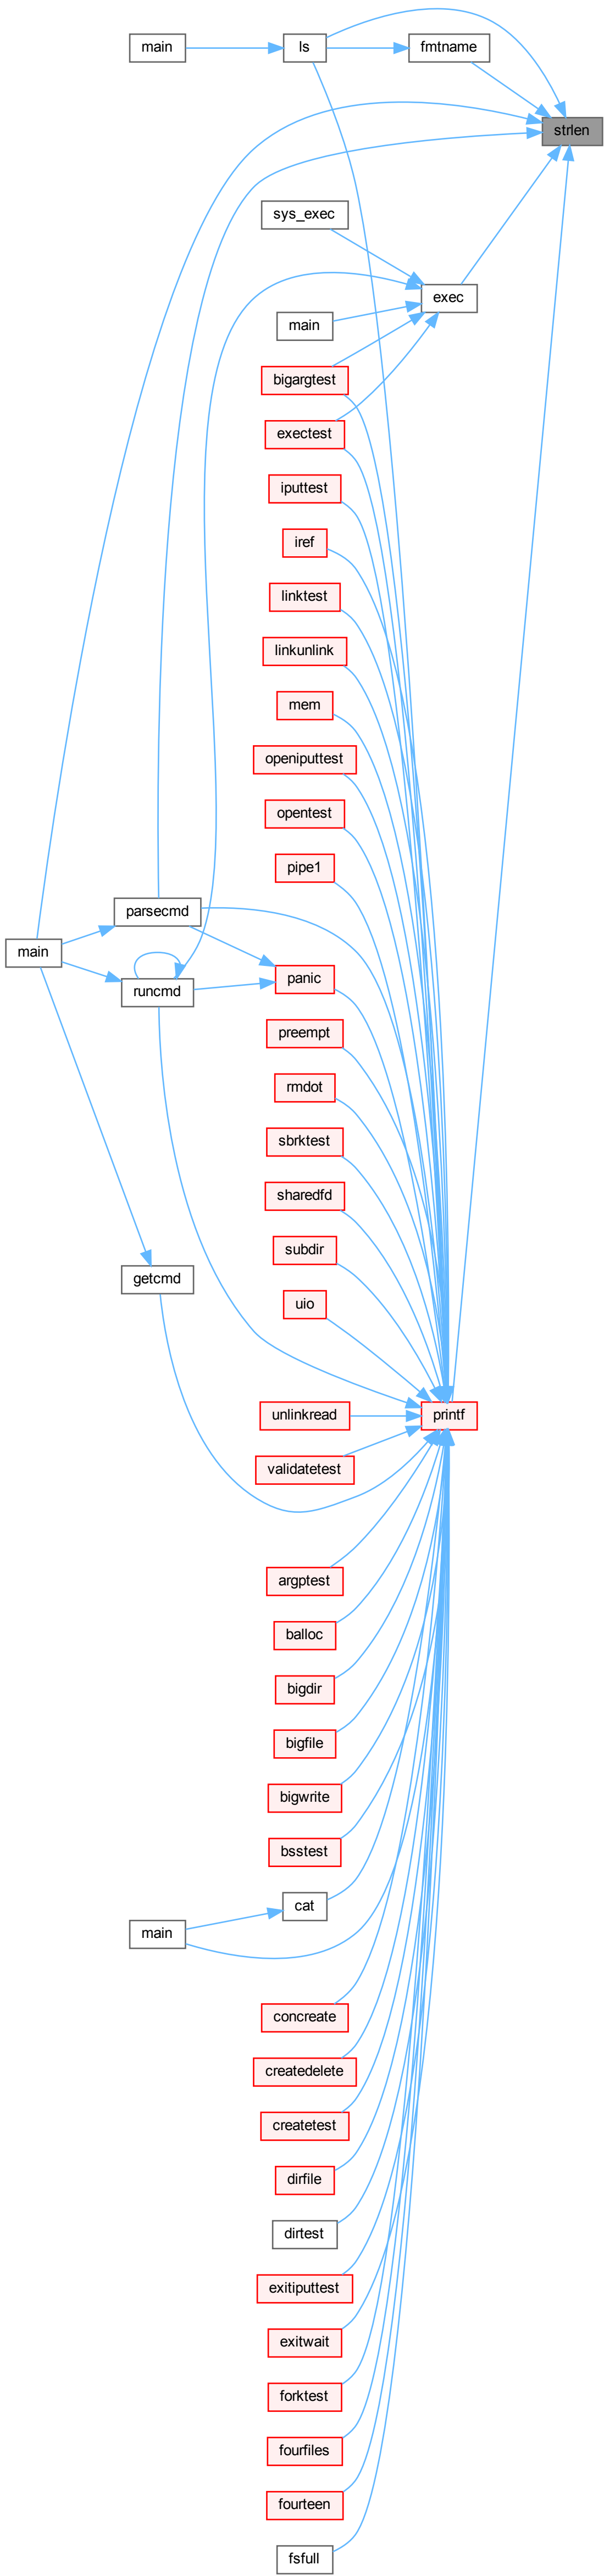 main
ls
fmtname
strlen
sys_exec
exec
main
bigargtest
exectest
iputtest
iref
linktest
linkunlink
mem
openiputtest
opentest
pipe1
parsecmd
main
runcmd
panic
preempt
rmdot
sbrktest
sharedfd
subdir
getcmd
uio
unlinkread
printf
validatetest
argptest
balloc
bigdir
bigfile
bigwrite
bsstest
cat
main
concreate
createdelete
createtest
dirfile
dirtest
exitiputtest
exitwait
forktest
fourfiles
fourteen
fsfull